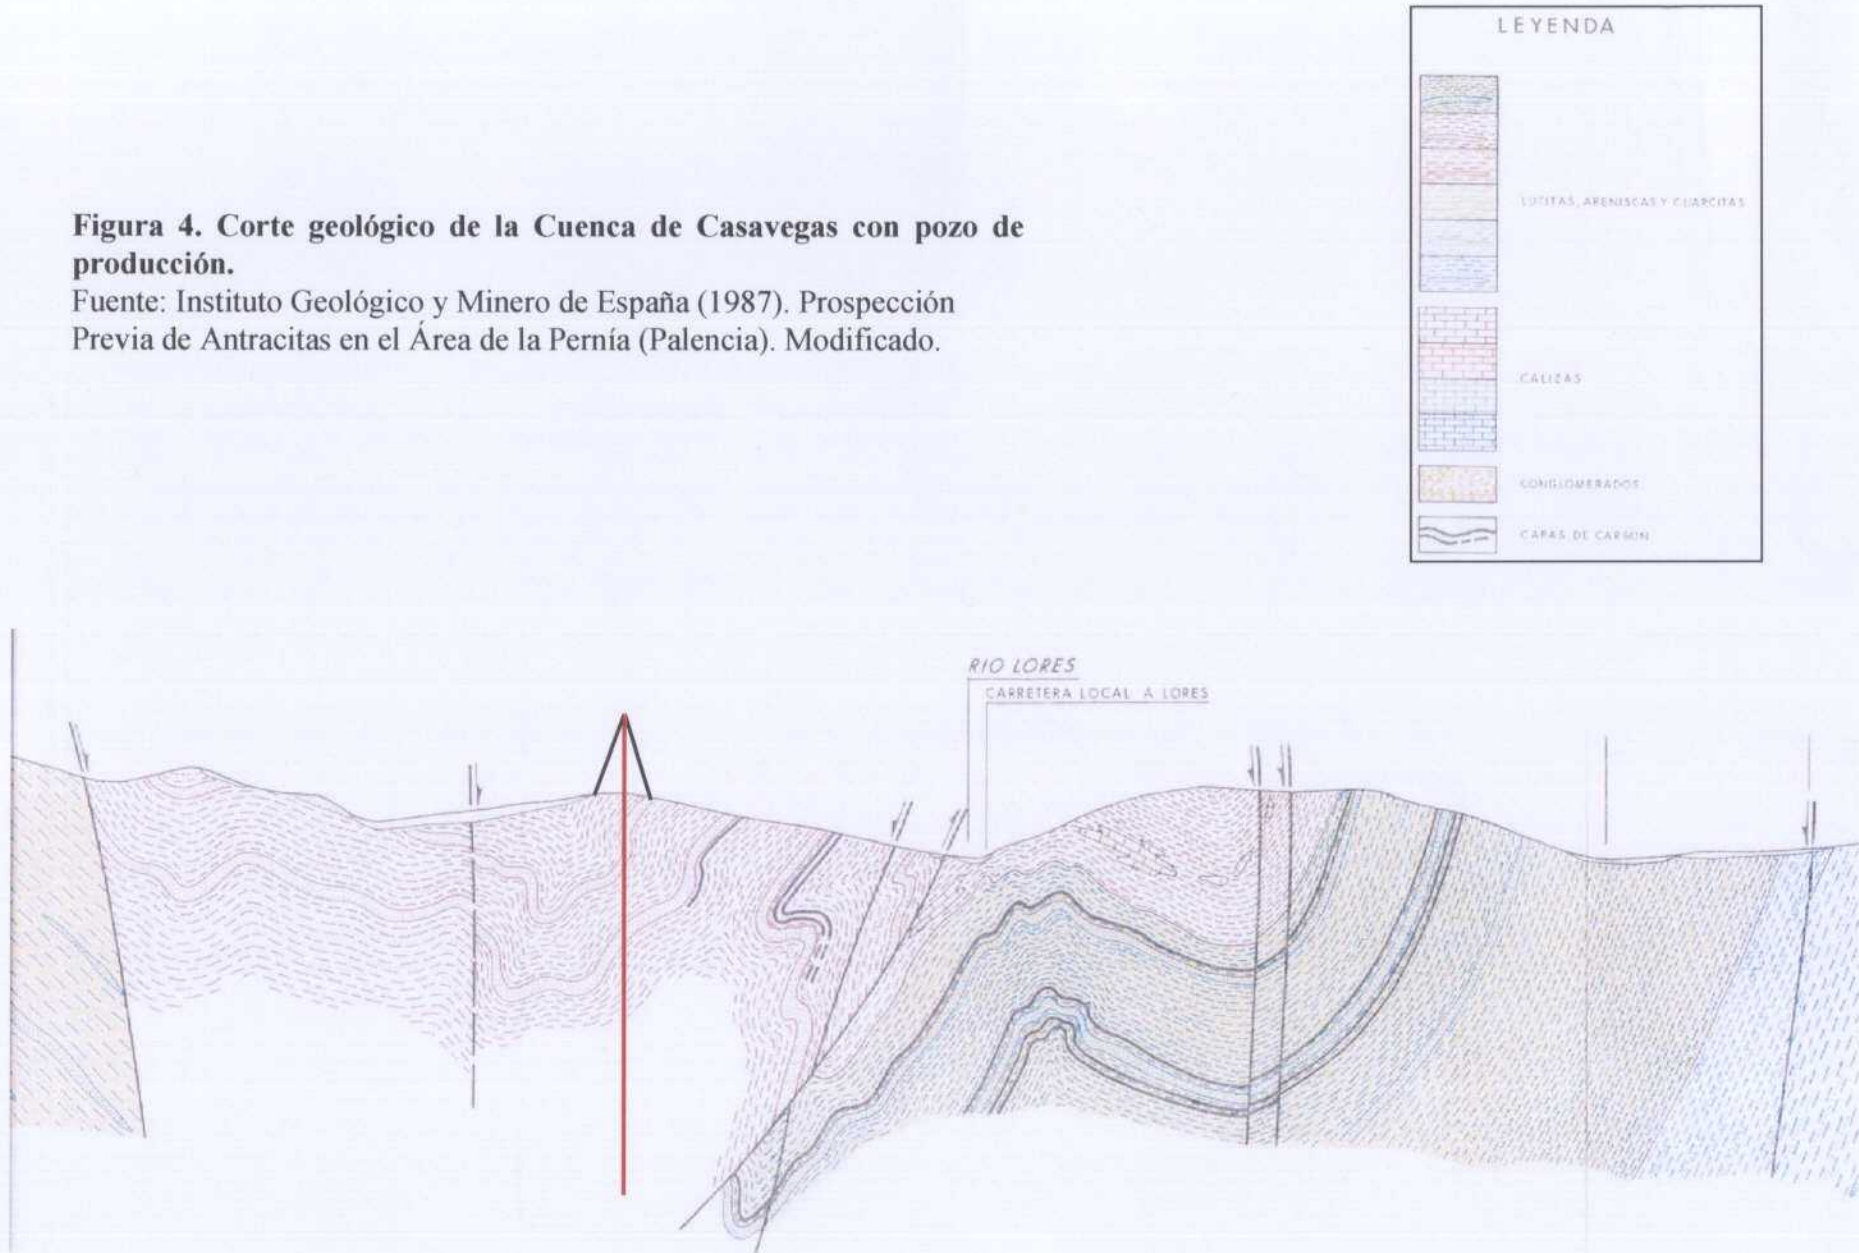 LEYENDA
LUTITAS, ARENISCAS Y CUARCITAS
CALIZAS
CONGLOMERADOS
CAPAS DE CARBON
Figura 4. Corte geológico de la Cuenca de Casavegas con pozo de
producción.
Fuente: Instituto Geológico y Minero de España (1987). Prospección
Previa de Antracitas en el Área de la Pernía (Palencia). Modificado.
RIO LORES
CARRETERA LOCAL A LORES